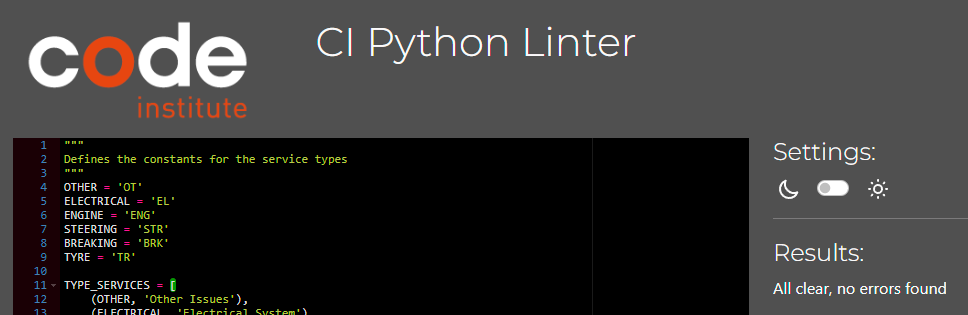 code
institute
CI Python Linter
1 """
2 Defines the constants for the service types
3 """
4 OTHER = 'OT'
5 ELECTRICAL = 'EL'
6 ENGINE = 'ENG'
7 STEERING = 'STR'
8 BREAKING = 'BRK'
9 TYRE = 'TR'
10
11 TYPE_SERVICES = [
12 (OTHER, 'Other Issues'),
13 (ELECTRICAL, 'Electrical System')
Settings:
Results:
All clear, no errors found